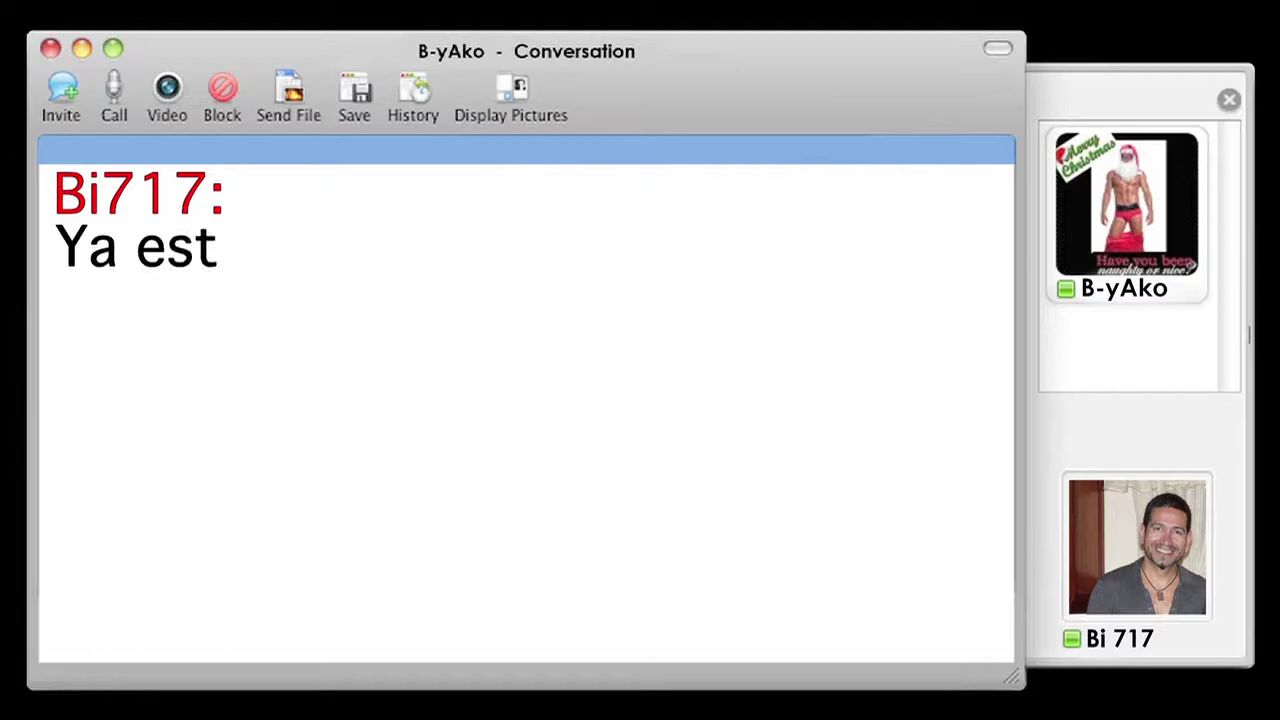 B-yAko - Conversation
Invite
Call
Video
Block
Send File
Save
History
Display Pictures
Bi717:
Ya est
Merry
Christmas
Have you been
naughty or nice?
B-yAko
Bi 717